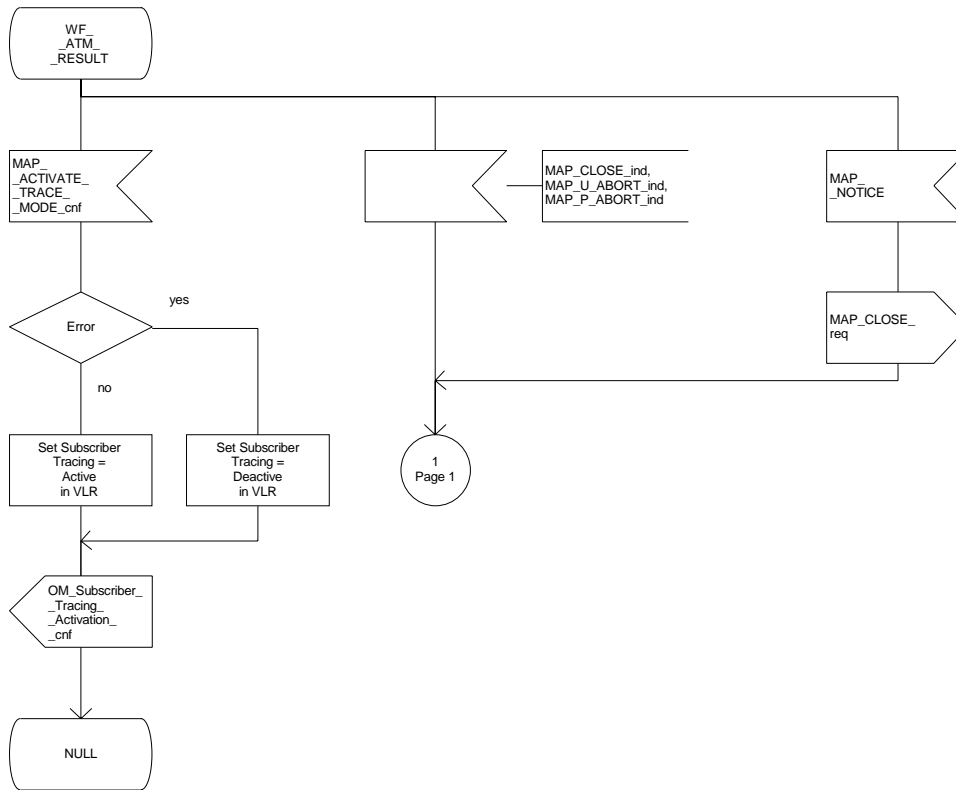 WF_
_ATM_
_RESULT
MAP_
_ACTIVATE_
_TRACE_
_MODE_cnf
MAP_CLOSE_ind,
MAP_U_ABORT_ind,
MAP_P_ABORT_ind
MAP_
_NOTICE
yes
Error
MAP_CLOSE_
req
no
Set Subscriber
Tracing =
Active
in VLR
Set Subscriber
Tracing =
Deactive
in VLR
1
Page 1
OM_Subscriber_
_Tracing_
_Activation_
_cnf
NULL